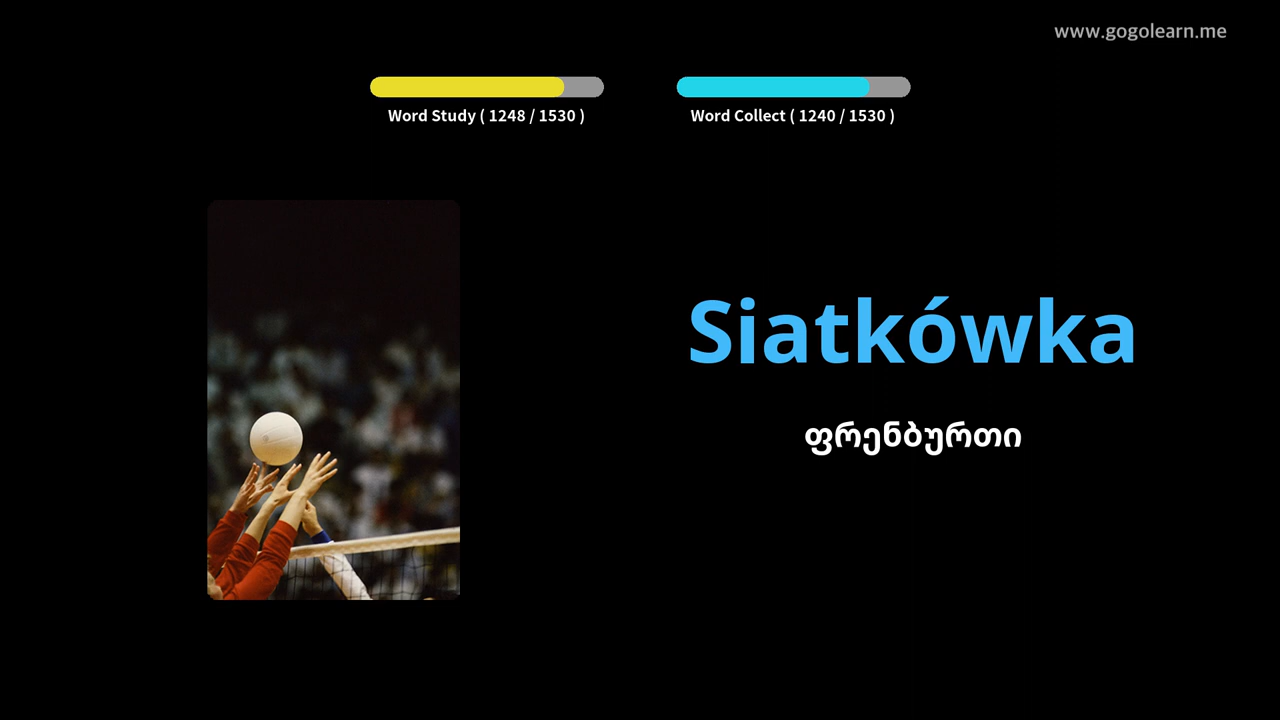 www.gogolearn.me
Word Study ( 1248 / 1530 )
Word Collect ( 1240 / 1530 )
Siatkówka
ფრენბურთი